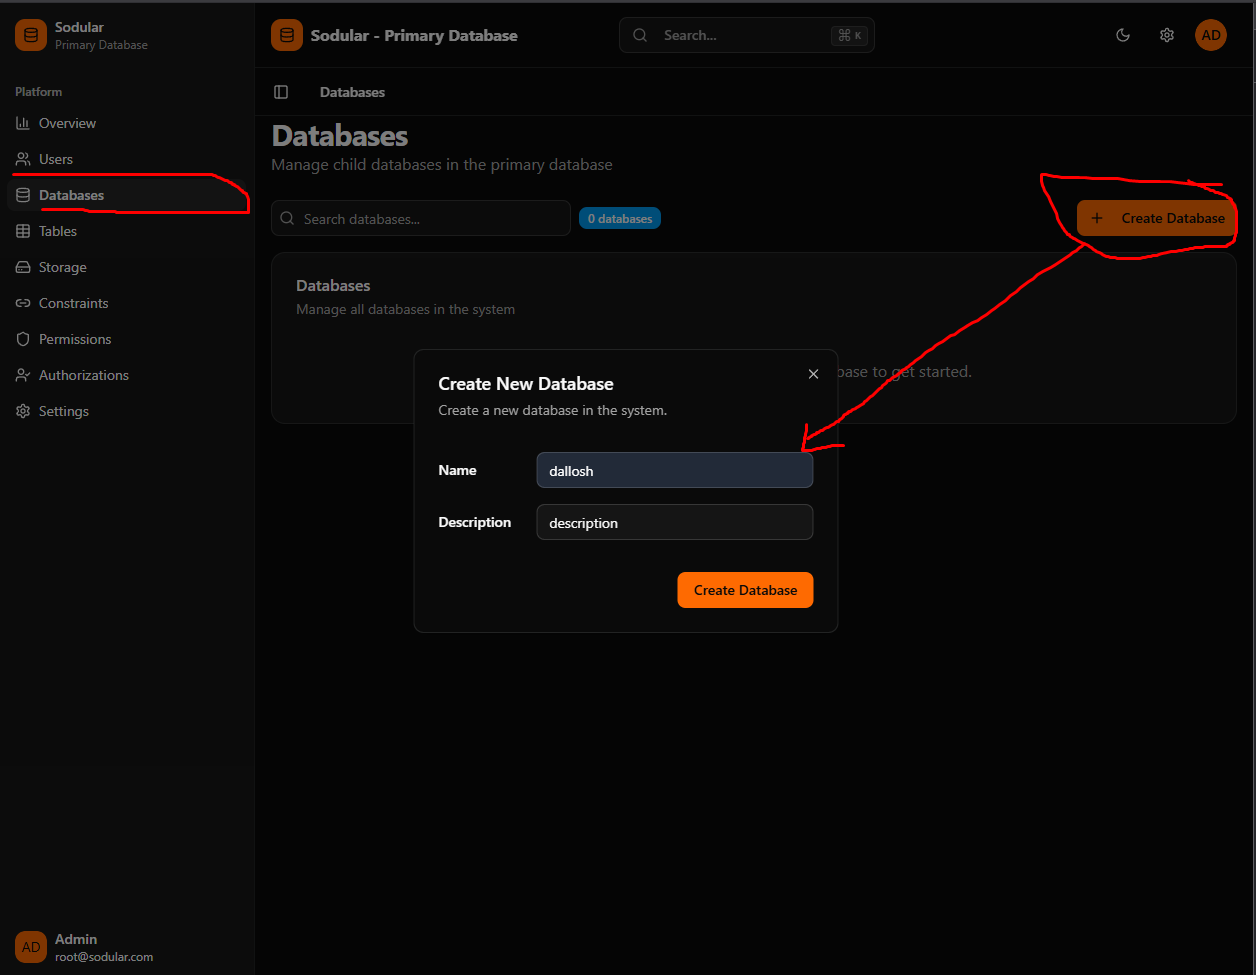 Sodular
Primary Database
Platform
Overview
Users
Databases
Tables
Storage
Constraints
Permissions
Authorizations
Settings
Admin
AD
root@sodular.com
Sodular - Primary Database
Search...
⌘ K
AD
Databases
Databases
Manage child databases in the primary database
Search databases...
0 databases
+ Create Database
Databases
Manage all databases in the system
to get started.
Create New Database
Create a new database in the system.
Name
dallosh
Description
description
Create Database